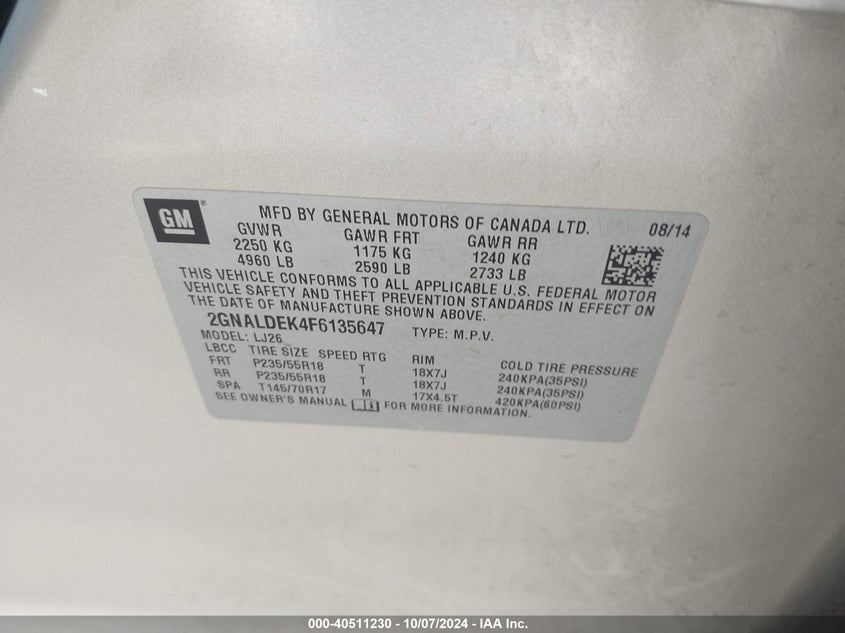 GM
MFD BY GENERAL MOTORS OF CANADA LTD. 08/14
GVWR GAWR FRT GAWR RR
2250 KG 1175 KG 1240 KG
4960 LB 2590 LB 2733 LB
THIS VEHICLE CONFORMS TO ALL APPLICABLE U.S. FEDERAL MOTOR
VEHICLE SAFETY AND THEFT PREVENTION STANDARDS IN EFFECT ON
THE DATE OF MANUFACTURE SHOWN ABOVE.
2GNALDEK4F6135647 TYPE: M.P.V.
MODEL: LJ26
LBCC TIRE SIZE SPEED RTG RIM COLD TIRE PRESSURE
FRT P235/55R18 T 18X7J 240KPA(35PSI)
RR P235/55R18 T 18X7J 240KPA(35PSI)
SPA T145/70R17 M 17X4.5T 420KPA(60PSI)
SEE OWNER'S MANUAL FOR MORE INFORMATION.
000-40511230 - 10/07/2024 - IAA Inc.